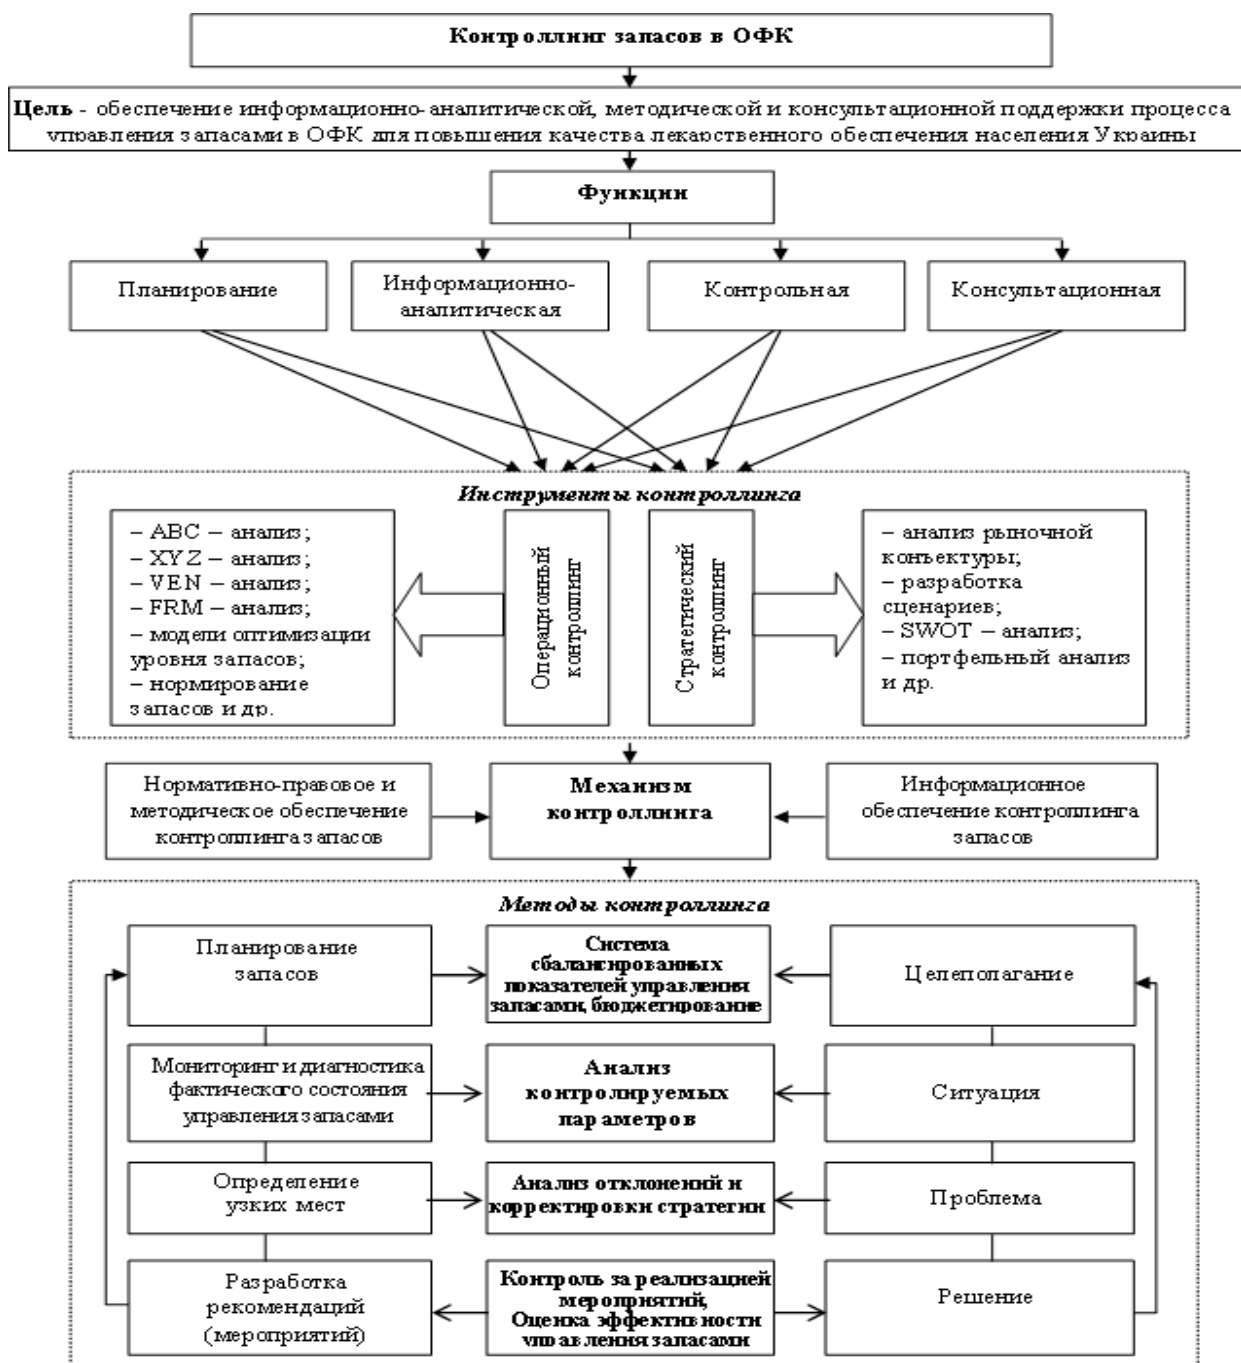 Контроллинг запасов в ОФК
Цель - обеспечение информационно-аналитической, методической и консультационной поддержки процесса
управления запасами в ОФК для повышения качества лекарственного обеспечения населения Украины
Функции
Планирование
Информационно-
аналитическая
Контрольная
Консультационная
Инструменты контроллинга
– ABC – анализ;
– XYZ – анализ;
– VEN – анализ;
– FRM – анализ;
– модели оптимизации
уровня запасов;
– нормирование
запасов и др.
Операционный
контроллинг
Стратегический
контроллинг
– анализ рыночной
конъектуры;
– разработка
сценариев;
– SWOT – анализ;
– портфельный анализ
и др.
Нормативно-правовое и
методическое обеспечение
контроллинга запасов
Механизм
контроллинга
Информационное
обеспечение контроллинга
запасов
Методы контроллинга
Планирование
запасов
Система
сбалансированных
показателей управления
запасами, бюджетирование
Целеполагание
Мониторинг и диагностика
фактического состояния
управления запасами
Анализ
контролируемых
параметров
Ситуация
Определение
узких мест
Анализ отклонений и
корректировки стратегии
Проблема
Разработка
рекомендаций
(мероприятий)
Контроль за реализацией
мероприятий,
Оценка эффективности
управления запасами
Решение